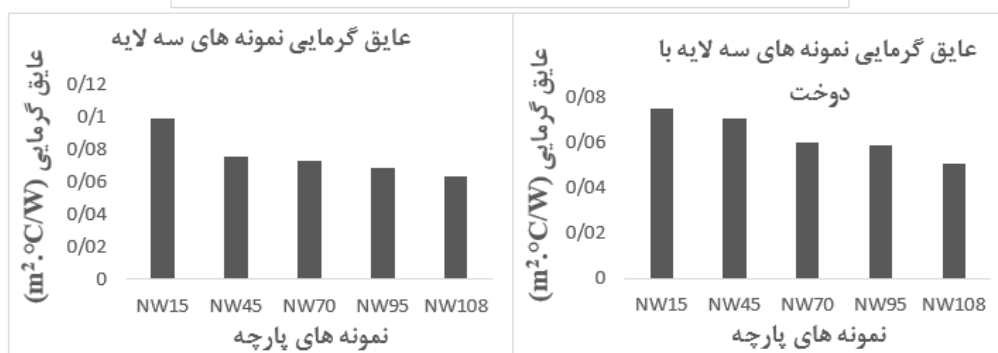 عایق گرمایی نمونه های سه لایه
عایق گرمایی (m².°C/W)
0/12
0/1
0/08
0/06
0/04
0/02
0
NW15 NW45 NW70 NW95 NW108
نمونه های پارچه
عایق گرمایی نمونه های سه لایه با
دوخت
عایق گرمایی (m².°C/W)
0/08
0/06
0/04
0/02
0
NW15 NW45 NW70 NW95 NW108
نمونه های پارچه